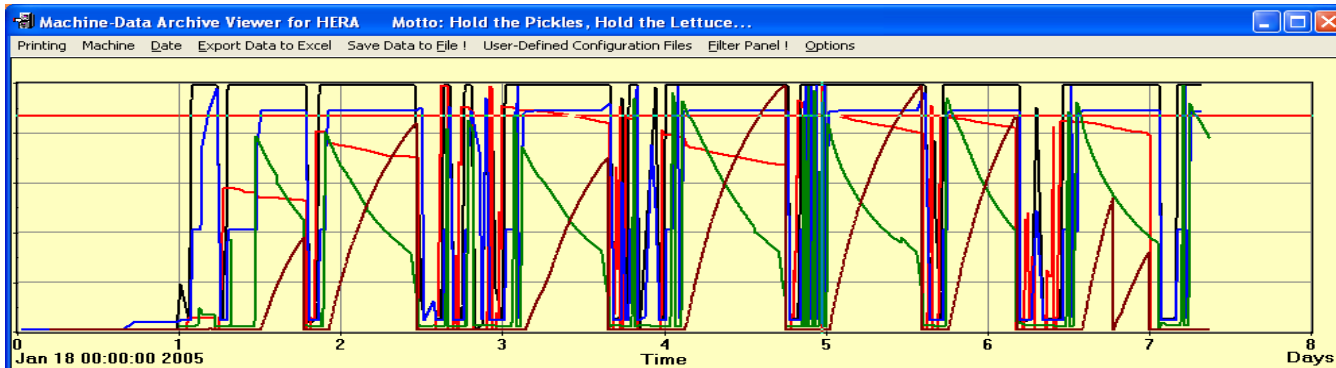 Machine-Data Archive Viewer for HERA Motto: Hold the Pickles, Hold the Lettuce...
Printing Machine Date Export Data to Excel Save Data to File ! User-Defined Configuration Files Filter Panel ! Options
0 1 2 3 4 5 6 7 8
Jan 18 00:00:00 2005 Time Days